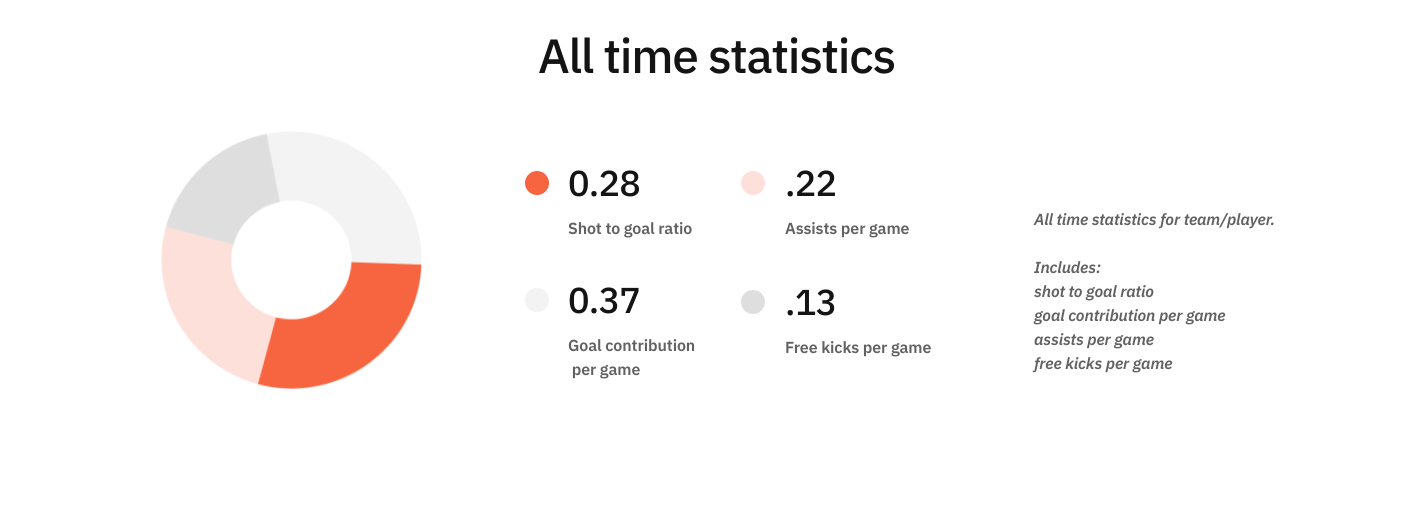 All time statistics
0.28
Shot to goal ratio
.22
Assists per game
0.37
Goal contribution
per game
.13
Free kicks per game
All time statistics for team/player.
Includes:
shot to goal ratio
goal contribution per game
assists per game
free kicks per game